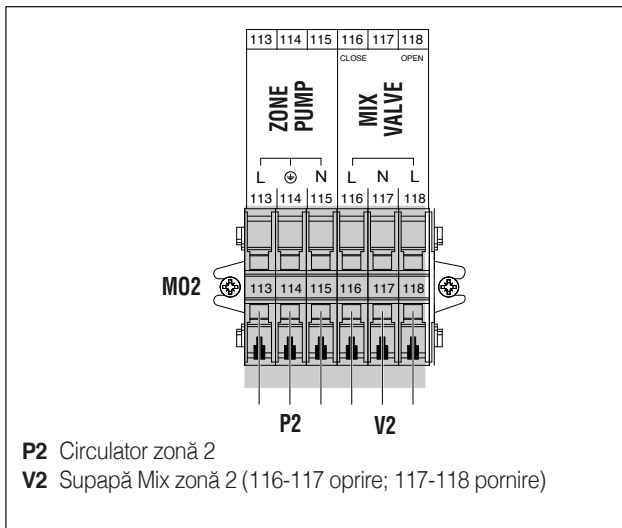 113 114 115 116 117 118
CLOSE OPEN
ZONE
PUMP
MIX
VALVE
L N L N L
113 114 115 116 117 118
MO2 113 114 115 116 117 118
P2 V2
P2 Circulator zonă 2
V2 Supapă Mix zonă 2 (116-117 oprire; 117-118 pornire)